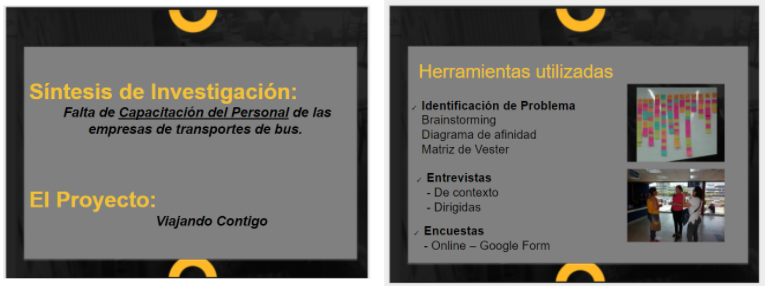 Síntesis de Investigación:
Falta de Capacitación del Personal de las
empresas de transportes de bus.
El Proyecto:
Viajando Contigo
Herramientas utilizadas
✓ Identificación de Problema
Brainstorming
Diagrama de afinidad
Matriz de Vester
✓ Entrevistas
- De contexto
- Dirigidas
✓ Encuestas
- Online – Google Form